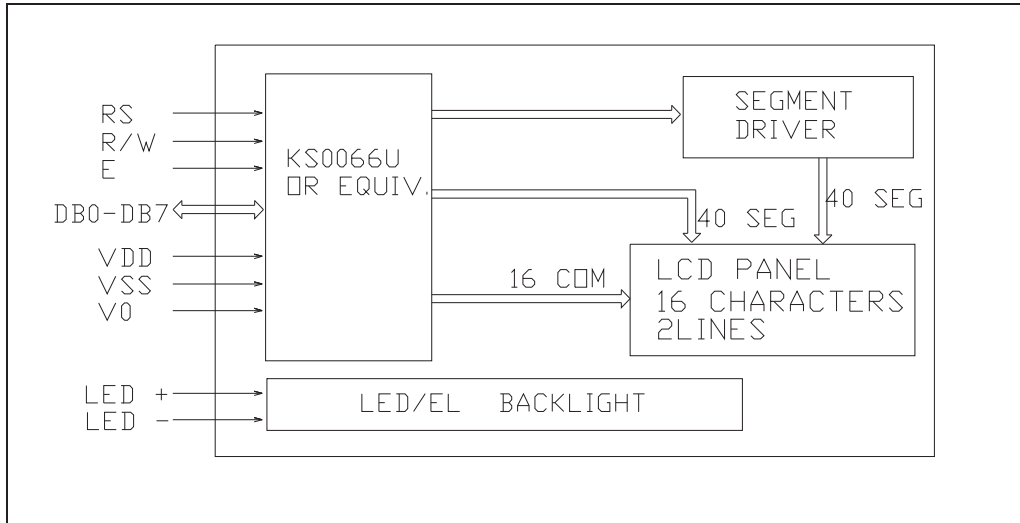 RS
R/W
E
DB0-DB7
VDD
VSS
V0
LED +
LED -
KS0066U
OR EQUIV.
SEGMENT
DRIVER
40 SEG
40 SEG
16 COM
LCD PANEL
16 CHARACTERS
2LINES
LED/EL BACKLIGHT